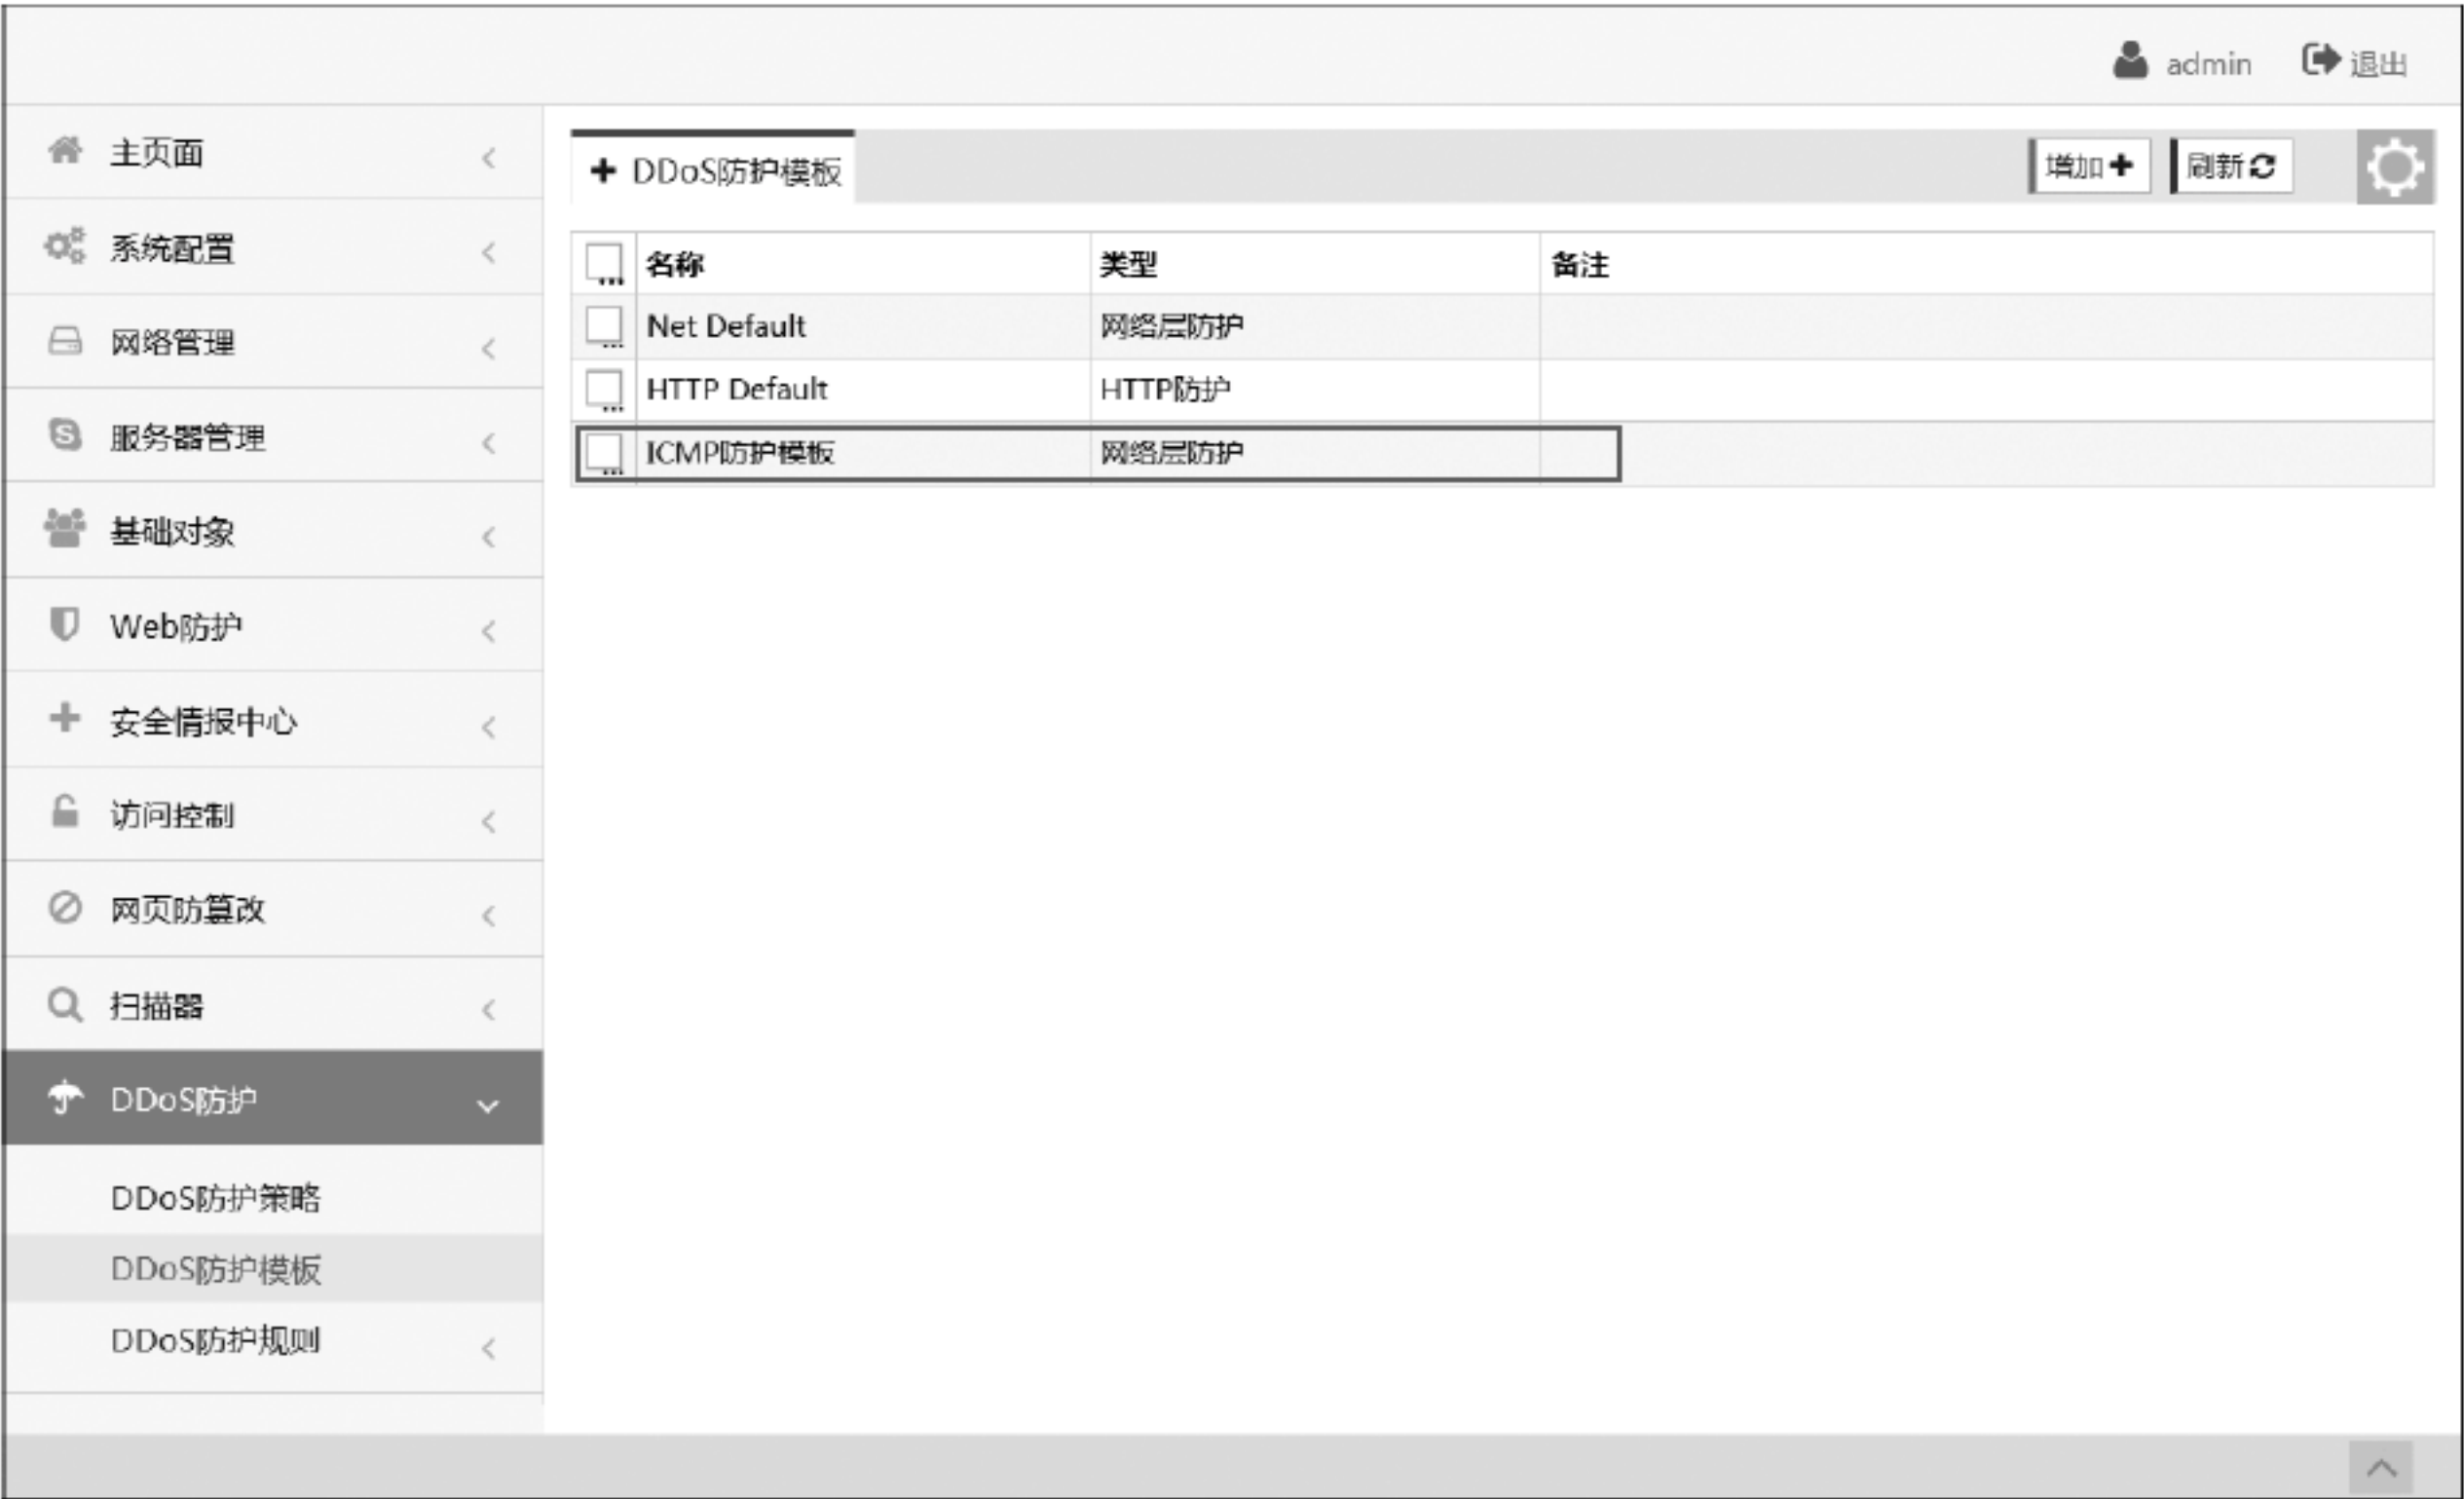 admin 退出
主页面
系统配置
网络管理
服务器管理
基础对象
Web防护
安全情报中心
访问控制
网页防篡改
扫描器
DDoS防护
DDoS防护策略
DDoS防护模板
DDoS防护规则
DDoS防护模板 增加 刷新
名称 类型 备注
Net Default 网络层防护
HTTP Default HTTP防护
ICMP防护模板 网络层防护